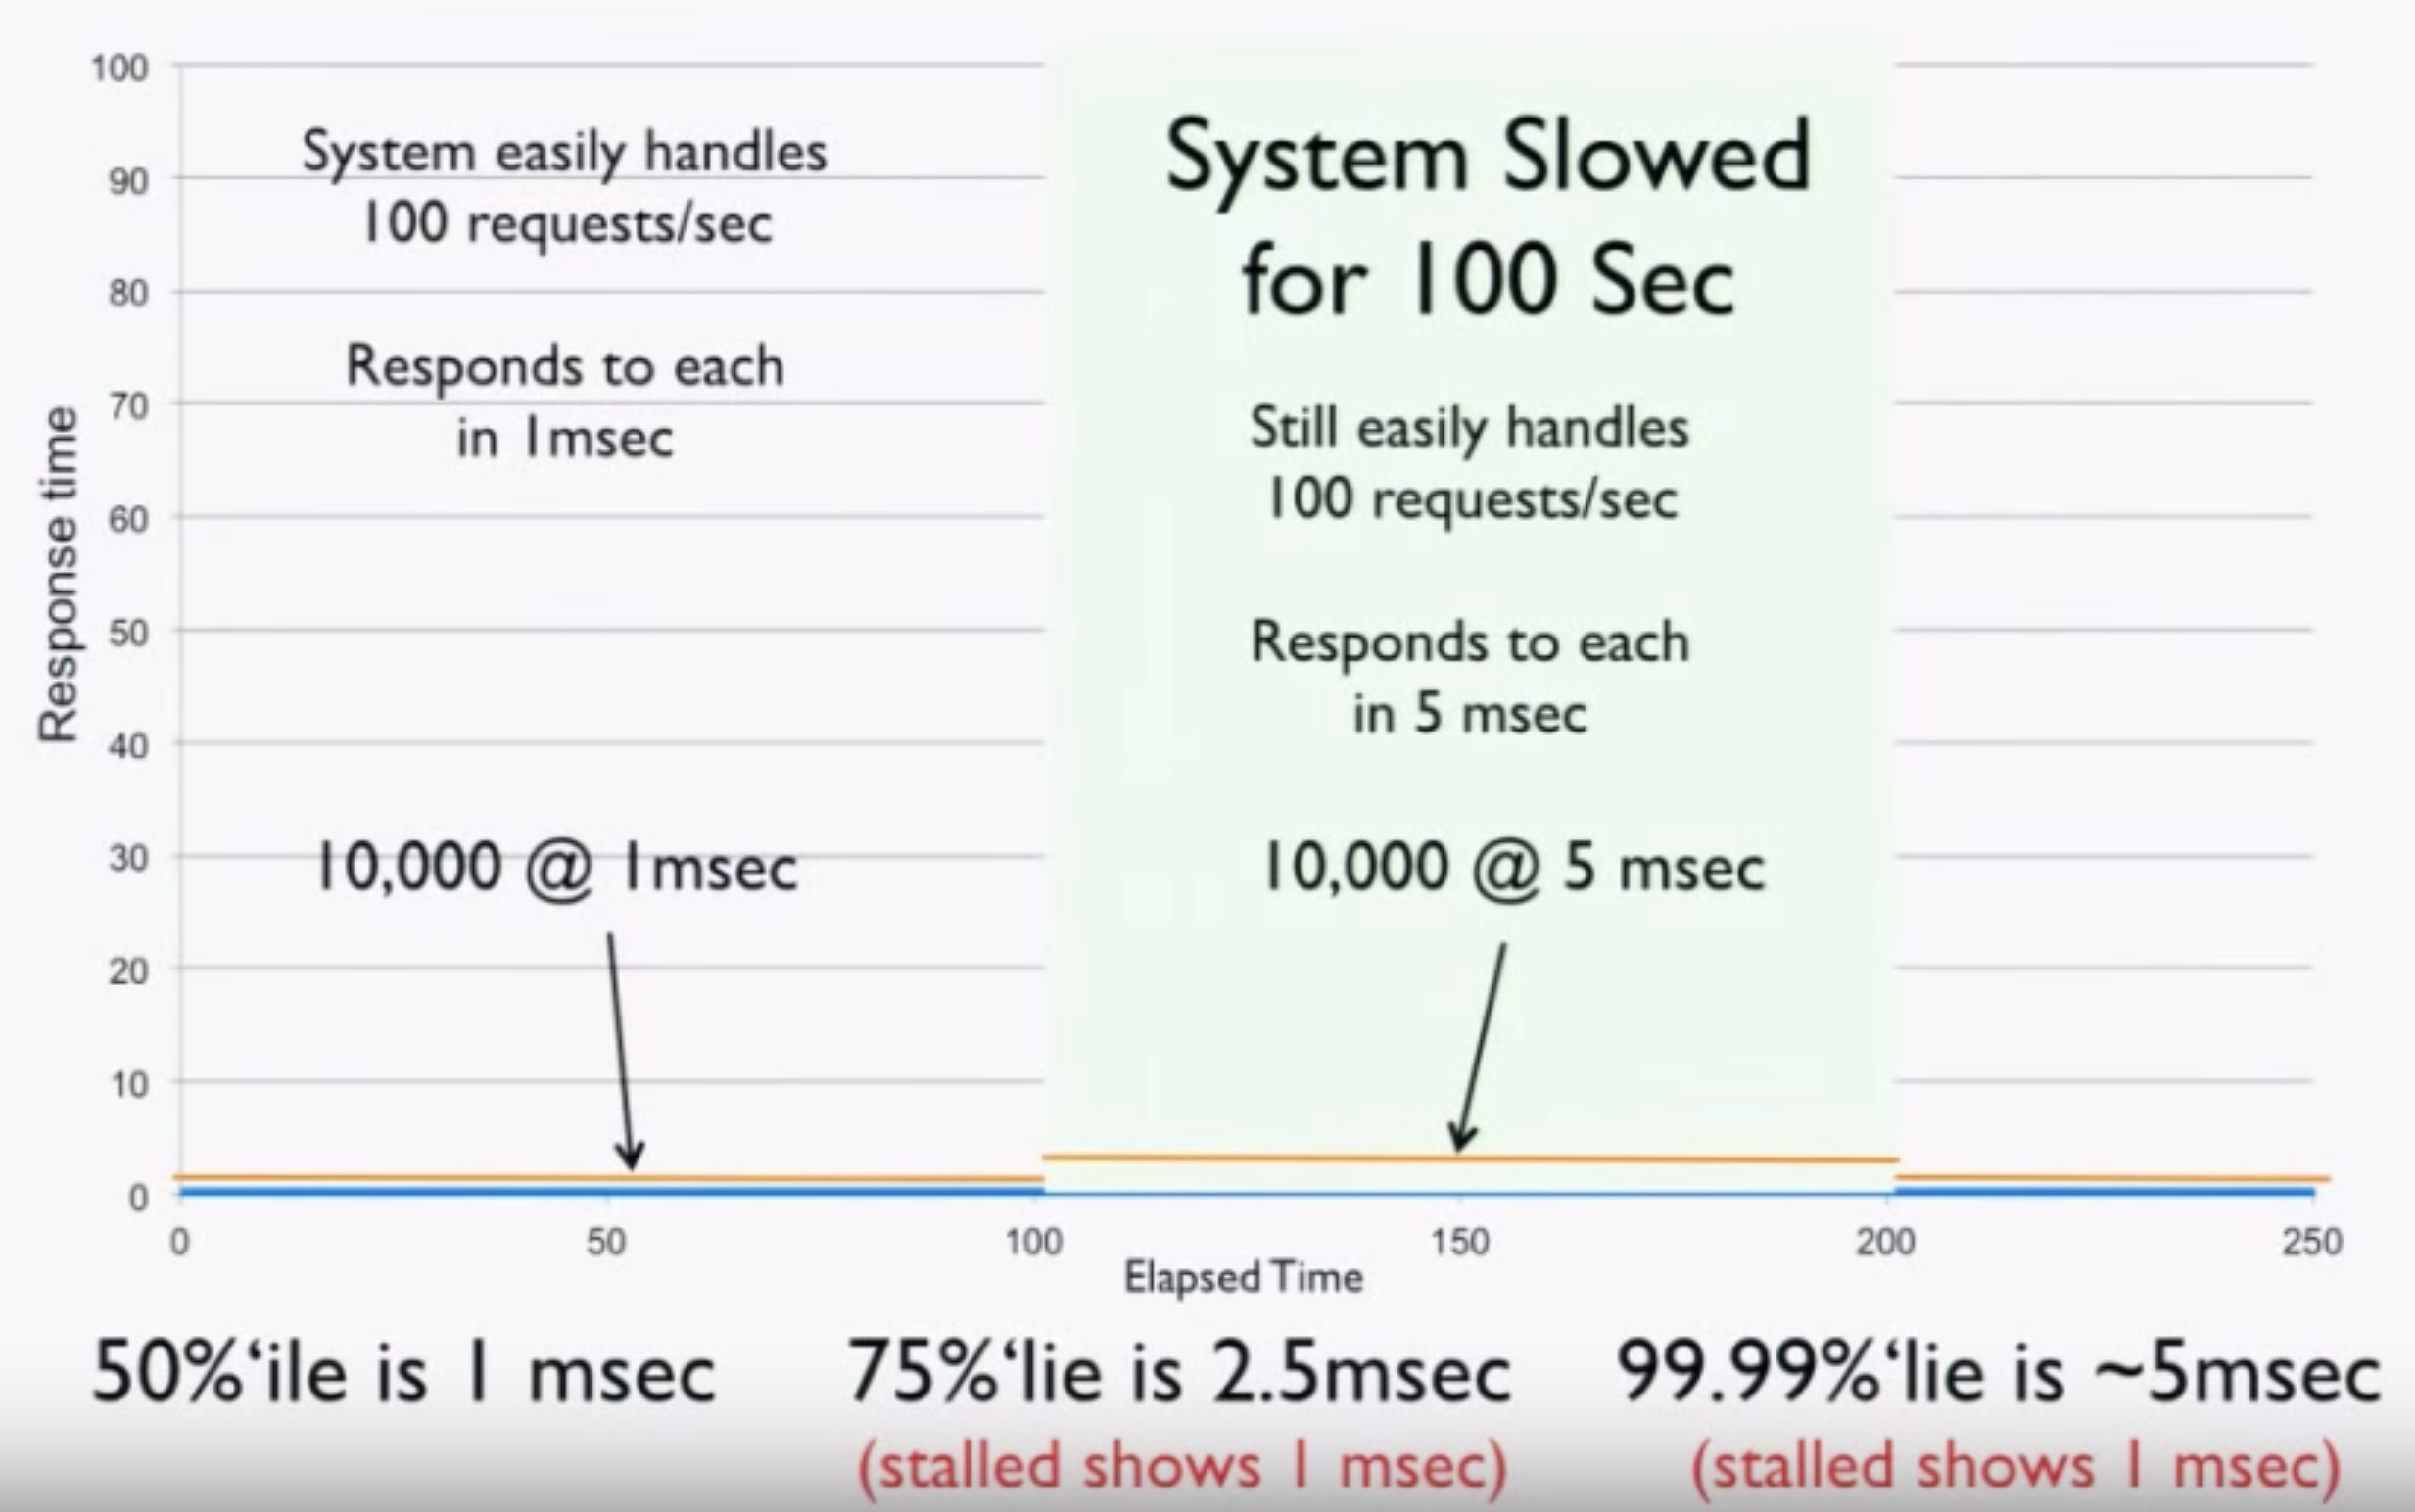 100
System easily handles
90
100 requests/sec
80
Responds to each
70
in 1msec
60
50
40
30
10,000 @ 1msec
20
10
0
Response time
System Slowed
for 100 Sec
Still easily handles
100 requests/sec
Responds to each
in 5 msec
10,000 @ 5 msec
0 50 100 150 200 250
Elapsed Time
50%‘ile is 1 msec 75%‘lie is 2.5msec 99.99%‘lie is ~5msec
(stalled shows 1 msec) (stalled shows 1 msec)